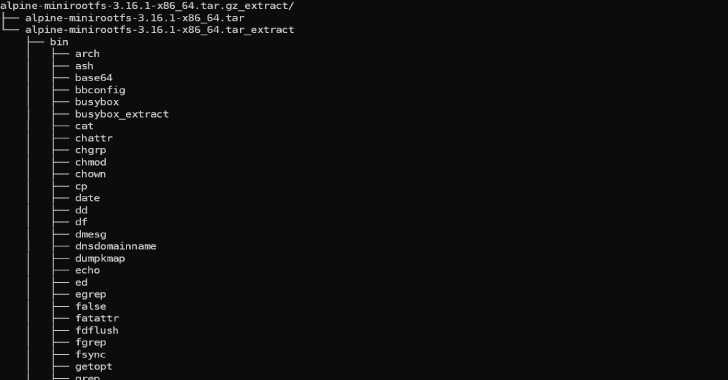 alpine-minirootfs-3.16.1-x86_64.tar.gz_extract/
├── alpine-minirootfs-3.16.1-x86_64.tar
└── alpine-minirootfs-3.16.1-x86_64.tar_extract
    ├── bin
    │   ├── arch
    │   ├── ash
    │   ├── base64
    │   ├── bbconfig
    │   ├── busybox
    │   ├── busybox_extract
    │   ├── cat
    │   ├── chattr
    │   ├── chgrp
    │   ├── chmod
    │   ├── chown
    │   ├── cp
    │   ├── date
    │   ├── dd
    │   ├── df
    │   ├── dmesg
    │   ├── dnsdomainname
    │   ├── dumpkmap
    │   ├── echo
    │   ├── ed
    │   ├── egrep
    │   ├── false
    │   ├── fatattr
    │   ├── fdflush
    │   ├── fgrep
    │   ├── fsync
    │   ├── getopt
    │   ├── grep